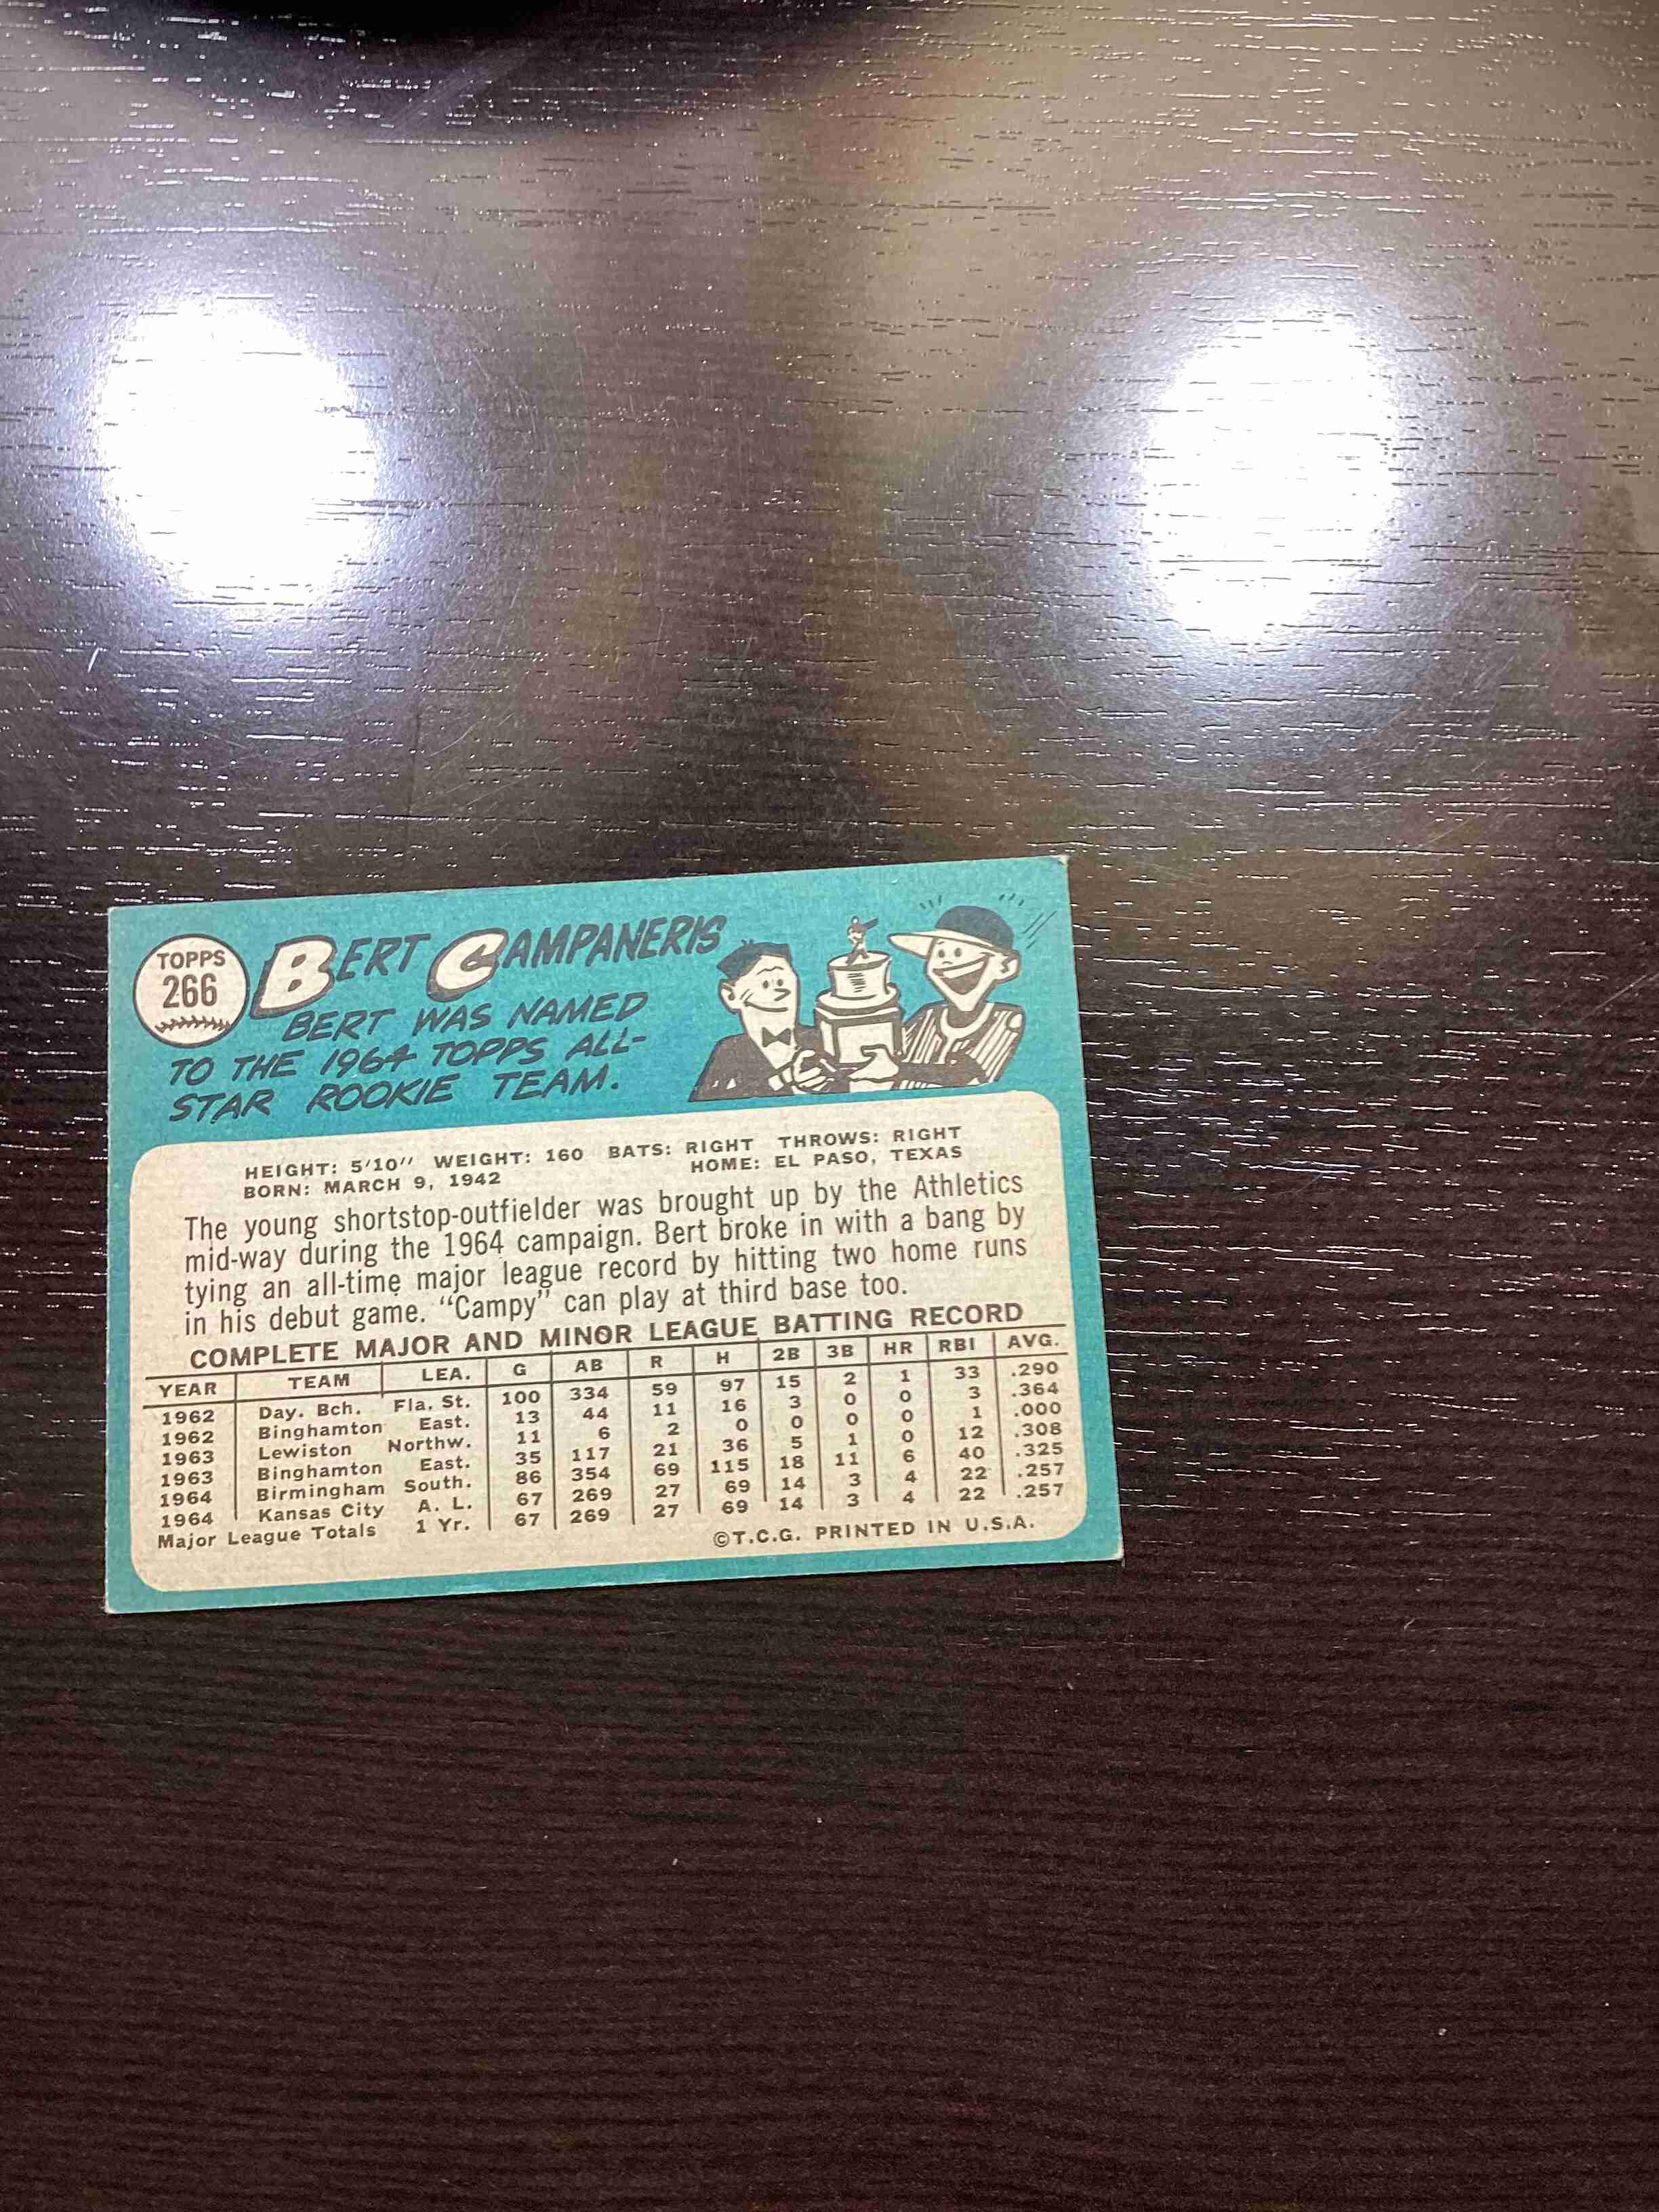 TOPPS
266
BERT CAMPANERIS
BERT WAS NAMED
TO THE 1964 TOPPS ALL-
STAR ROOKIE TEAM.
HEIGHT: 5'10" WEIGHT: 160 BATS: RIGHT THROWS: RIGHT
BORN: MARCH 9, 1942 HOME: EL PASO, TEXAS
The young shortstop-outfielder was brought up by the Athletics
mid-way during the 1964 campaign. Bert broke in with a bang by
tying an all-time major league record by hitting two home runs
in his debut game. "Campy" can play at third base too.
COMPLETE MAJOR AND MINOR LEAGUE BATTING RECORD
YEAR TEAM LEA. G AB R H 2B 3B HR RBI AVG.
1962 Day. Bch. Fla. St. 100 334 59 97 15 2 1 33 .290
1962 Binghamton East. 13 44 11 16 3 0 0 3 .364
1963 Lewiston Northw. 11 6 2 0 0 0 0 1 .000
1963 Binghamton East. 35 117 21 36 5 1 0 12 .308
1964 Birmingham South. 86 354 69 115 18 11 6 40 .325
1964 Kansas City A. L. 67 269 27 69 14 3 4 22 .257
Major League Totals 1 Yr. 67 269 27 69 14 3 4 22 .257
©T.C.G. PRINTED IN U.S.A.